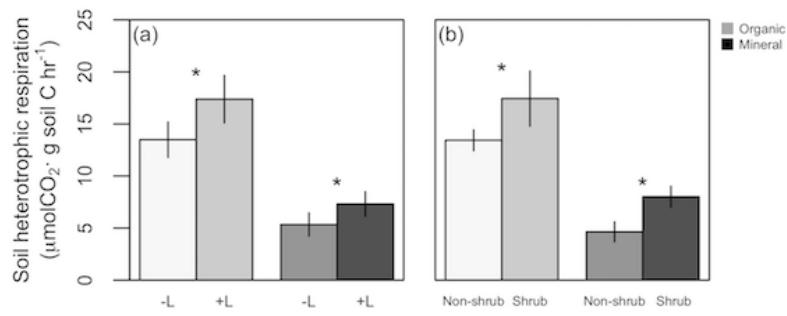 Soil heterotrophic respiration
(μmolCO₂· g soil C hr⁻¹)
25
20
15
10
5
0
(a)
*
*
-L +L -L +L
(b)
*
*
Non-shrub Shrub Non-shrub Shrub
Organic
Mineral